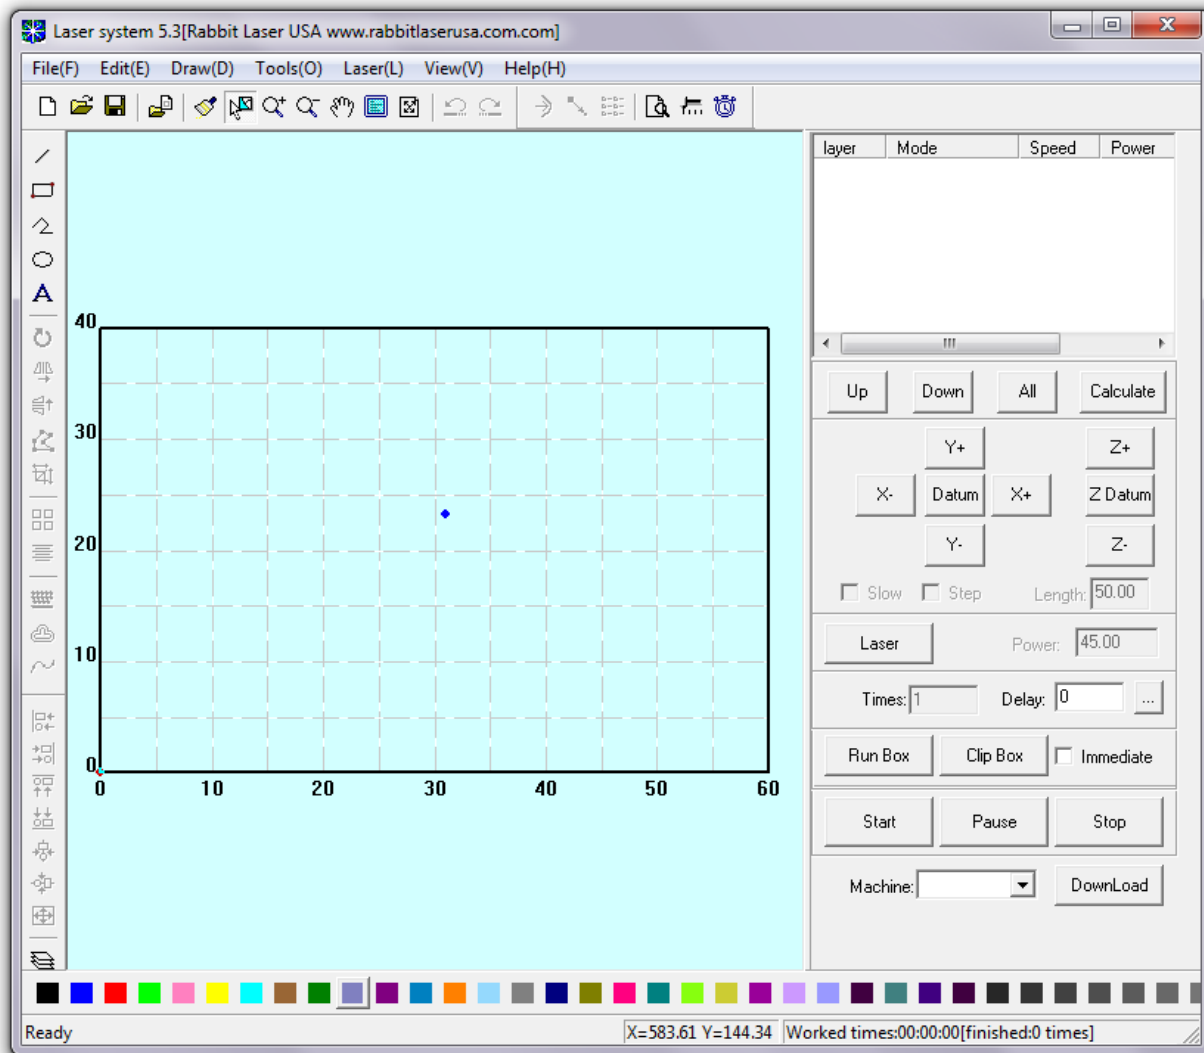 Laser system 5.3[Rabbit Laser USA www.rabbitlaserusa.com.com]
File(F) Edit(E) Draw(D) Tools(O) Laser(L) View(V) Help(H)
layer Mode Speed Power
A
40
30
20
10
0
0 10 20 30 40 50 60
Up Down All Calculate
Y+ Z+
X- Datum X+ Z Datum
Y- Z-
Slow Step Length: 50.00
Laser Power: 45.00
Times: 1 Delay: 0 ...
Run Box Clip Box Immediate
Start Pause Stop
Machine: DownLoad
Ready X=583.61 Y=144.34 Worked times:00:00:00[finished:0 times]